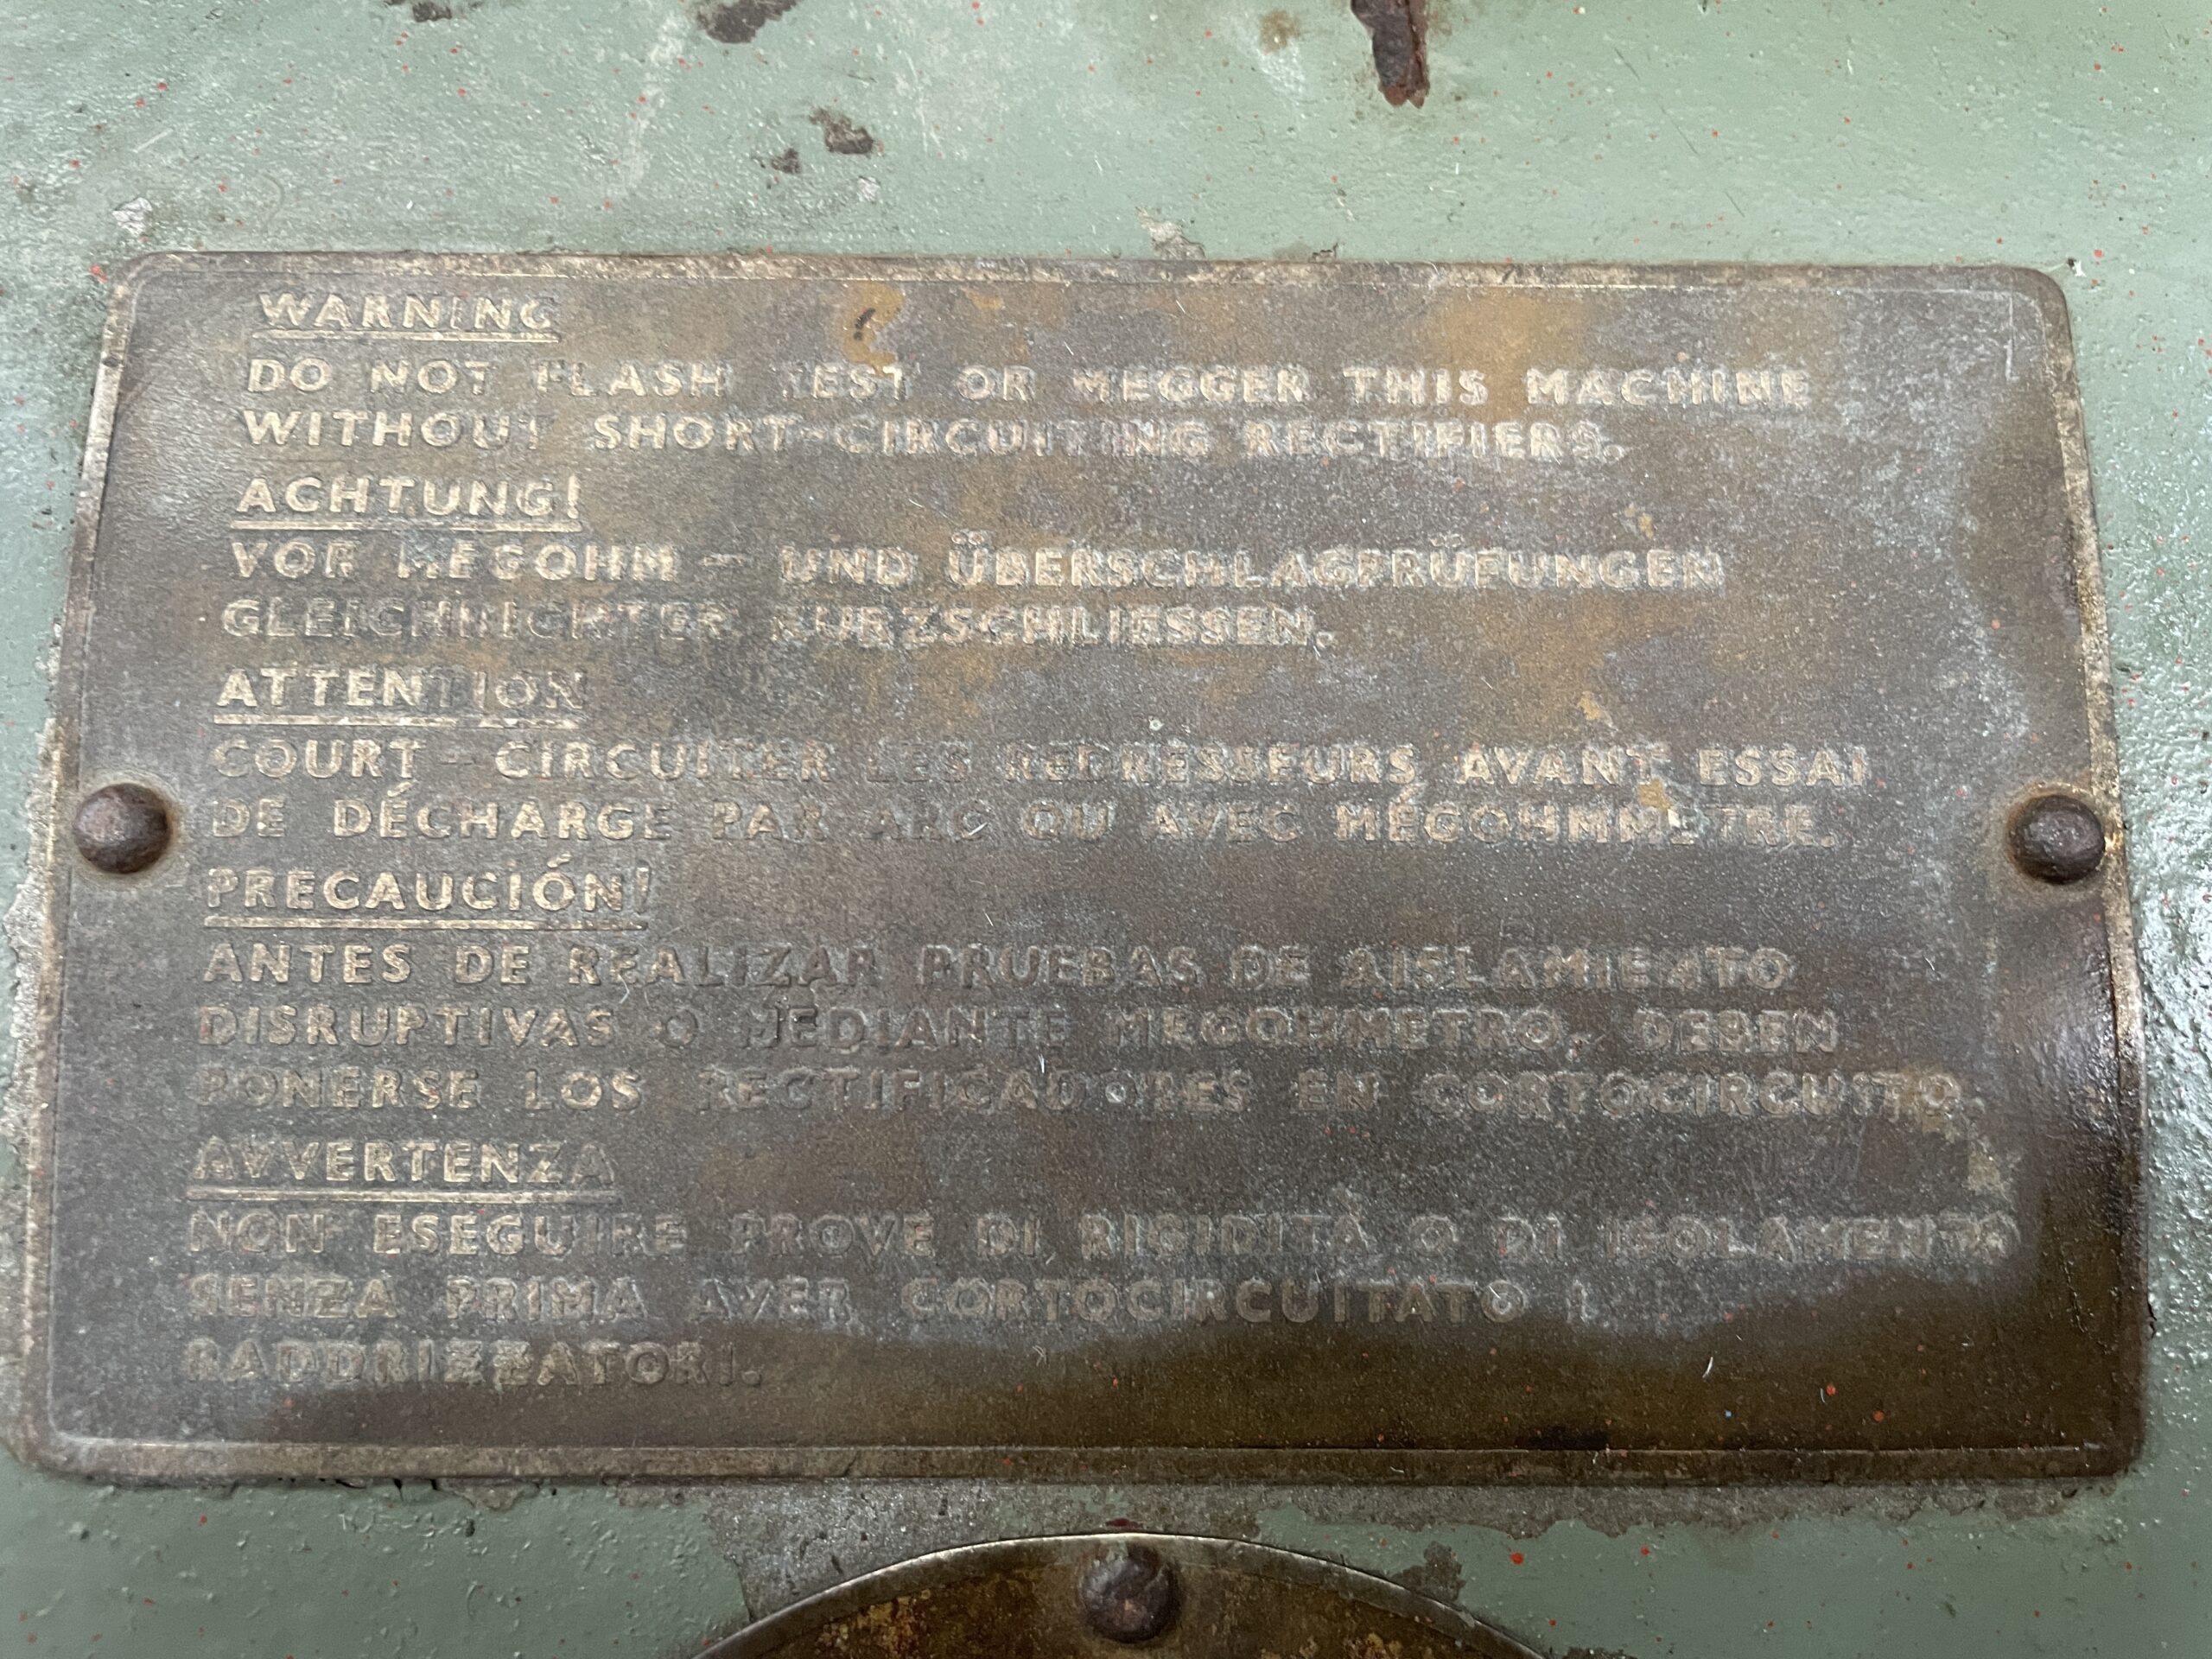 WARNING
DO NOT FLASH TEST OR MEGGER THIS MACHINE
WITHOUT SHORT-CIRCUITING RECTIFIERS.
ACHTUNG!
VOR MEGOHM - UND ÜBERSCHLAGPRÜFUNGEN
GLEICHRICHTER KURZSCHLIESSEN.
ATTENTION
COURT - CIRCUITER LES REDRESSEURS AVANT ESSAI
DE DÉCHARGE PAR ARC OU AVEC MÉGOHMMETRE.
PRECAUCIÓN!
ANTES DE REALIZAR PRUEBAS DE AISLAMIENTO
DISRUPTIVAS O MEDIANTE MEGOHMETRO, DEBEN
PONERSE LOS RECTIFICADORES EN CORTOCIRCUITO.
AVVERTENZA
NON ESEGUIRE PROVE DI RIGIDITÀ O DI ISOLAMENTO
SENZA PRIMA AVER CORTOCIRCUITATO I
RADDRIZZATORI.